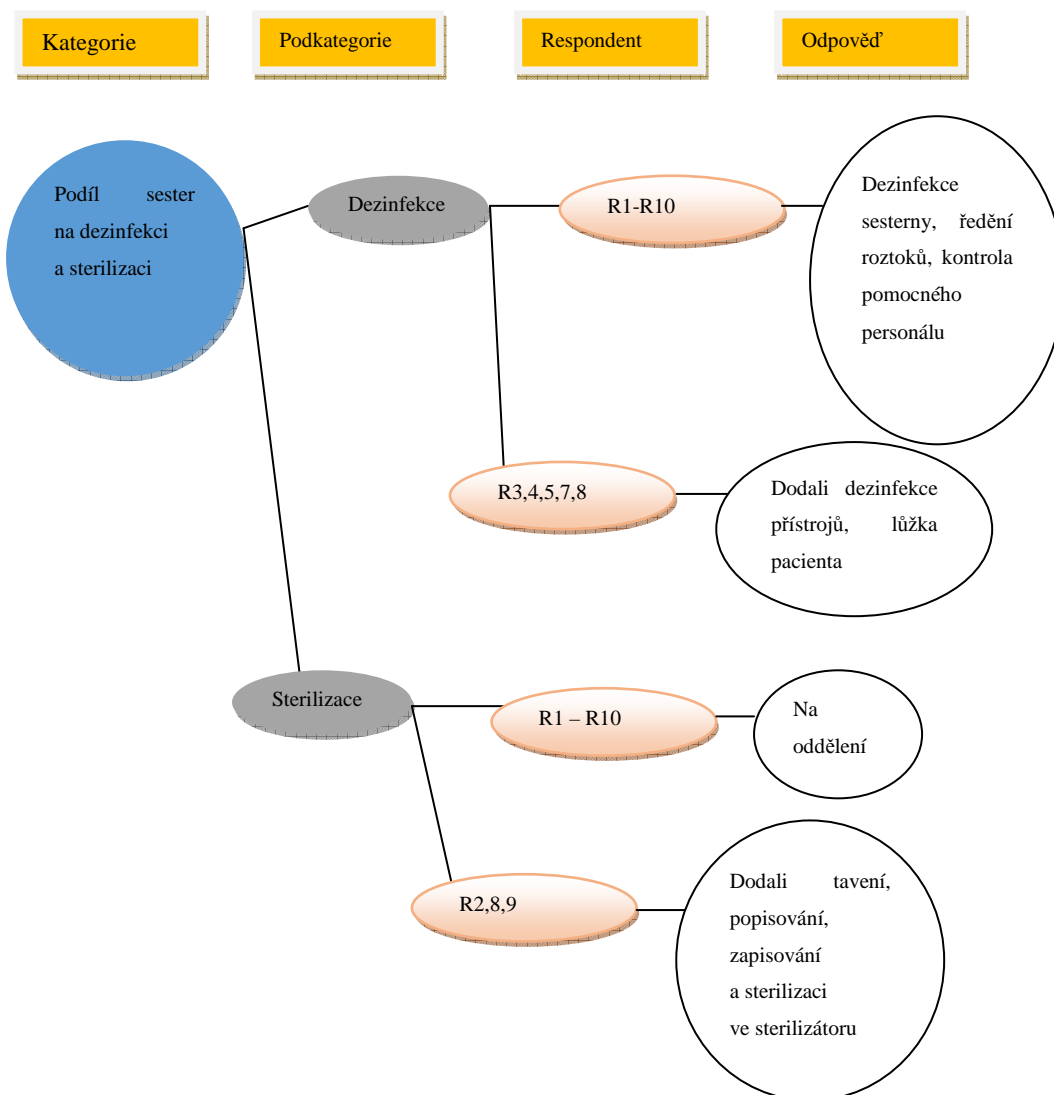 Kategorie
Podkategorie
Respondent
Odpověď
Podíl sester
na dezinfekci
a sterilizaci
Dezinfekce
R1-R10
Dezinfekce
sesterny, ředění
roztoků, kontrola
pomocného
personálu
R3,4,5,7,8
Dodali dezinfekce
přístrojů, lůžka
pacienta
Sterilizace
R1 – R10
Na
oddělení
R2,8,9
Dodali tavení,
popisování,
zapisování
a sterilizaci
ve sterilizátoru